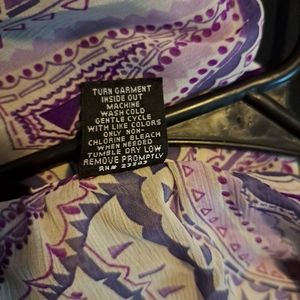 TURN GARMENT
INSIDE OUT
MACHINE
WASH COLD
GENTLE CYCLE
WITH LIKE COLORS
ONLY NON-
CHLORINE BLEACH
WHEN NEEDED
TUMBLE DRY LOW
REMOVE PROMPTLY
RN#